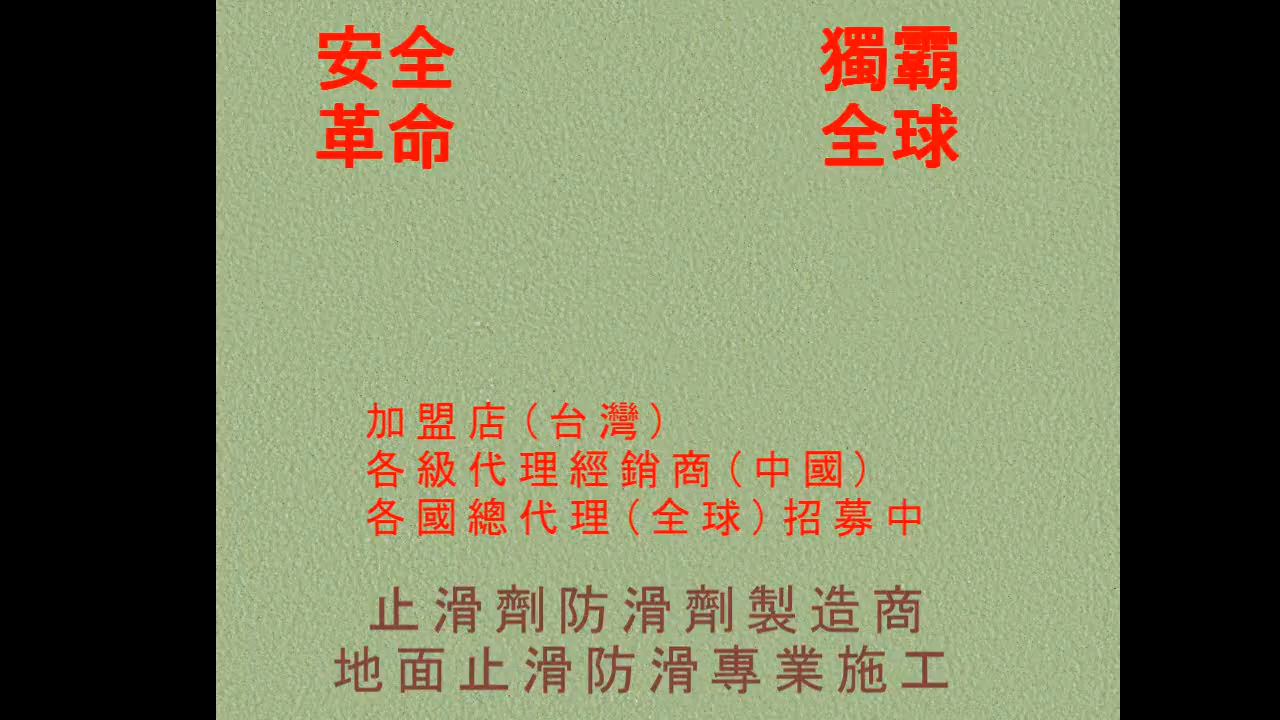 安全
革命
獨霸
全球
加盟店(台灣)
各級代理經銷商(中國)
各國總代理(全球)招募中
止滑劑防滑劑製造商
地面止滑防滑專業施工